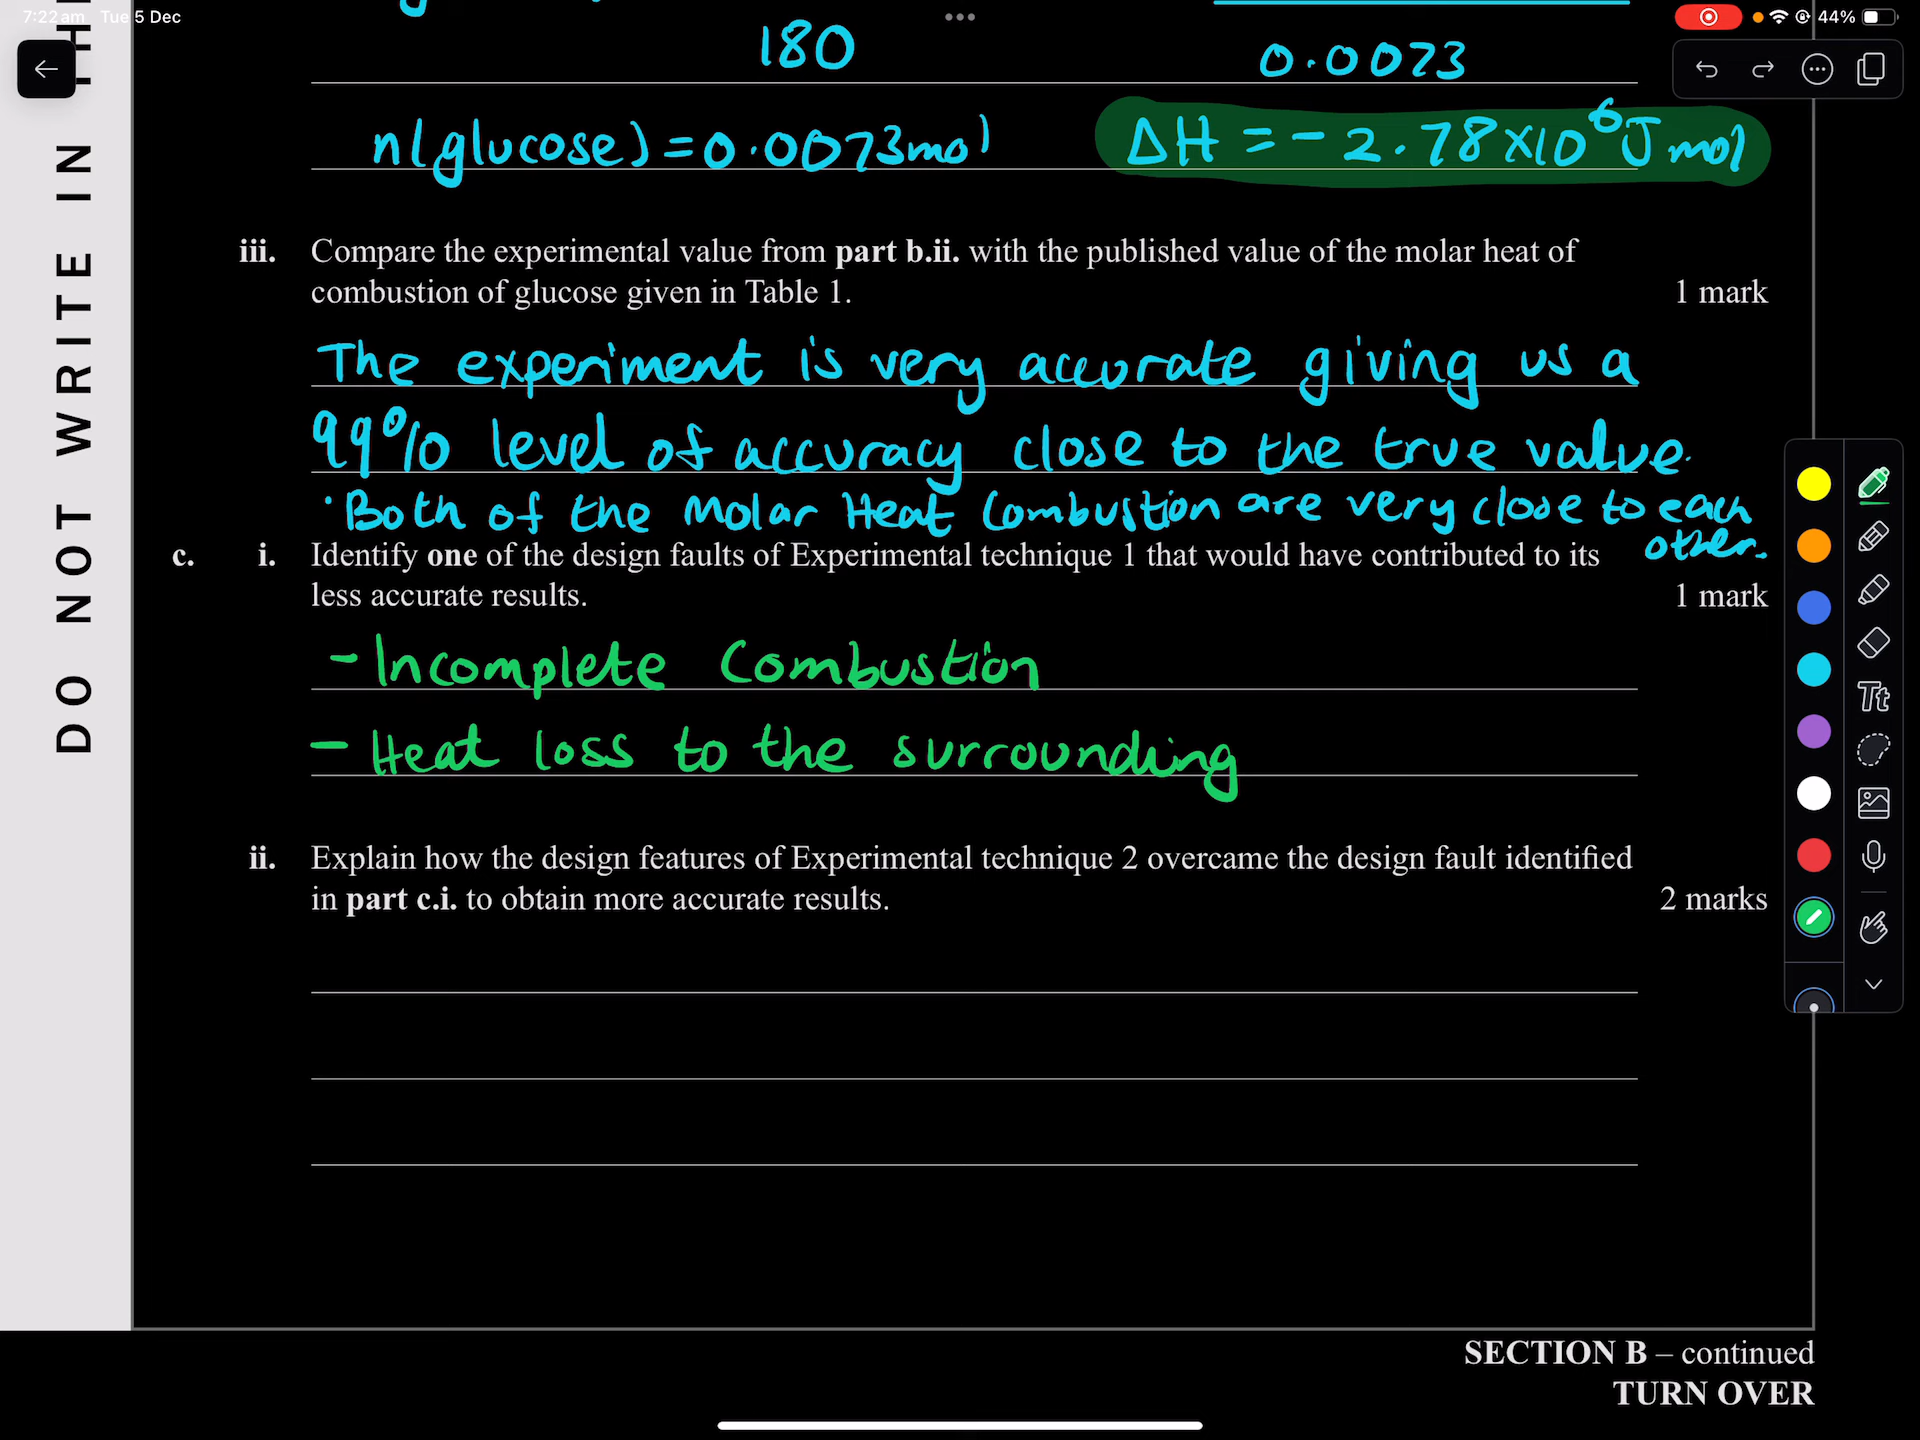 7:22 am Tue 5 Dec
44%
180
0.0073
n(glucose) = 0.0073mol
ΔH = - 2.78×10⁶ J mol
iii. Compare the experimental value from part b.ii. with the published value of the molar heat of
combustion of glucose given in Table 1. 1 mark
The experiment is very accurate giving us a
99% level of accuracy close to the true value.
· Both of the Molar Heat Combustion are very close to each
other.
c. i. Identify one of the design faults of Experimental technique 1 that would have contributed to its
less accurate results. 1 mark
- Incomplete Combustion
- Heat loss to the surrounding
ii. Explain how the design features of Experimental technique 2 overcame the design fault identified
in part c.i. to obtain more accurate results. 2 marks
SECTION B – continued
TURN OVER
DO NOT WRITE IN
Tt